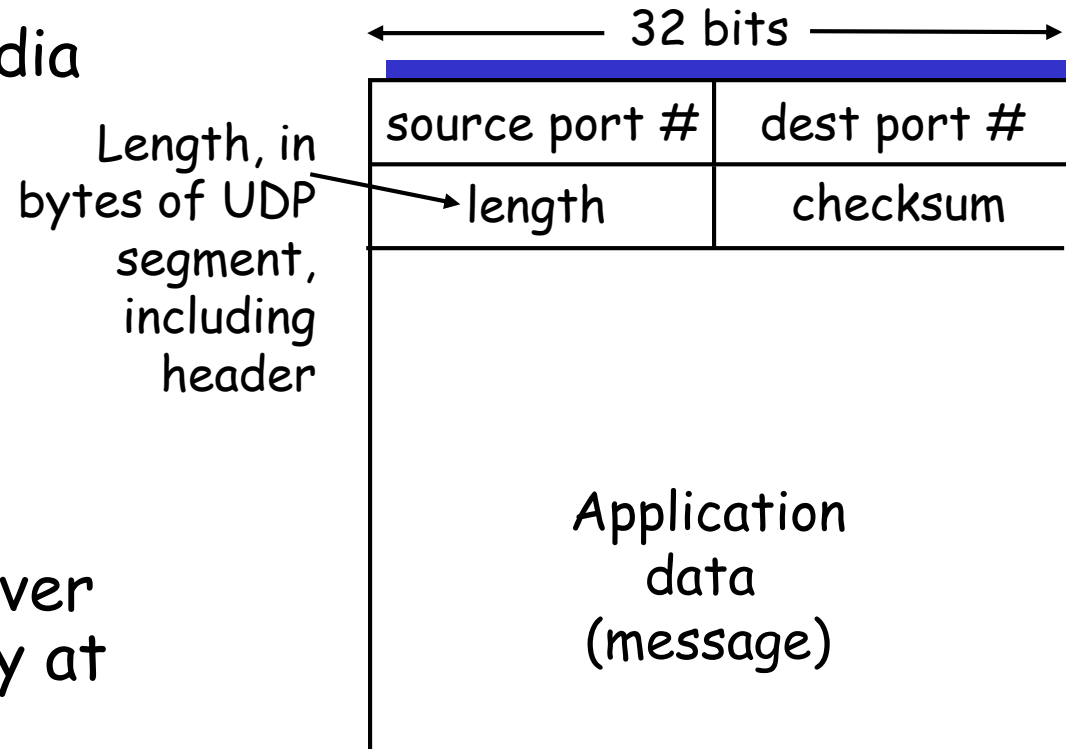 32 bits
dia
source port # dest port #
Length, in
bytes of UDP
segment,
including
header
length checksum
Application
data
(message)
ver
y at